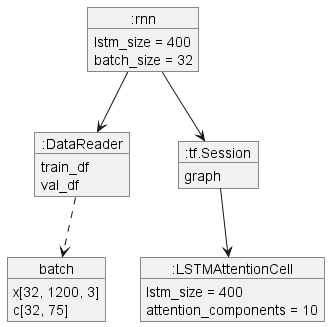 :rnn
lstm_size = 400
batch_size = 32
:DataReader
train_df
val_df
:tf.Session
graph
batch
x[32, 1200, 3]
c[32, 75]
:LSTMAttentionCell
lstm_size = 400
attention_components = 10